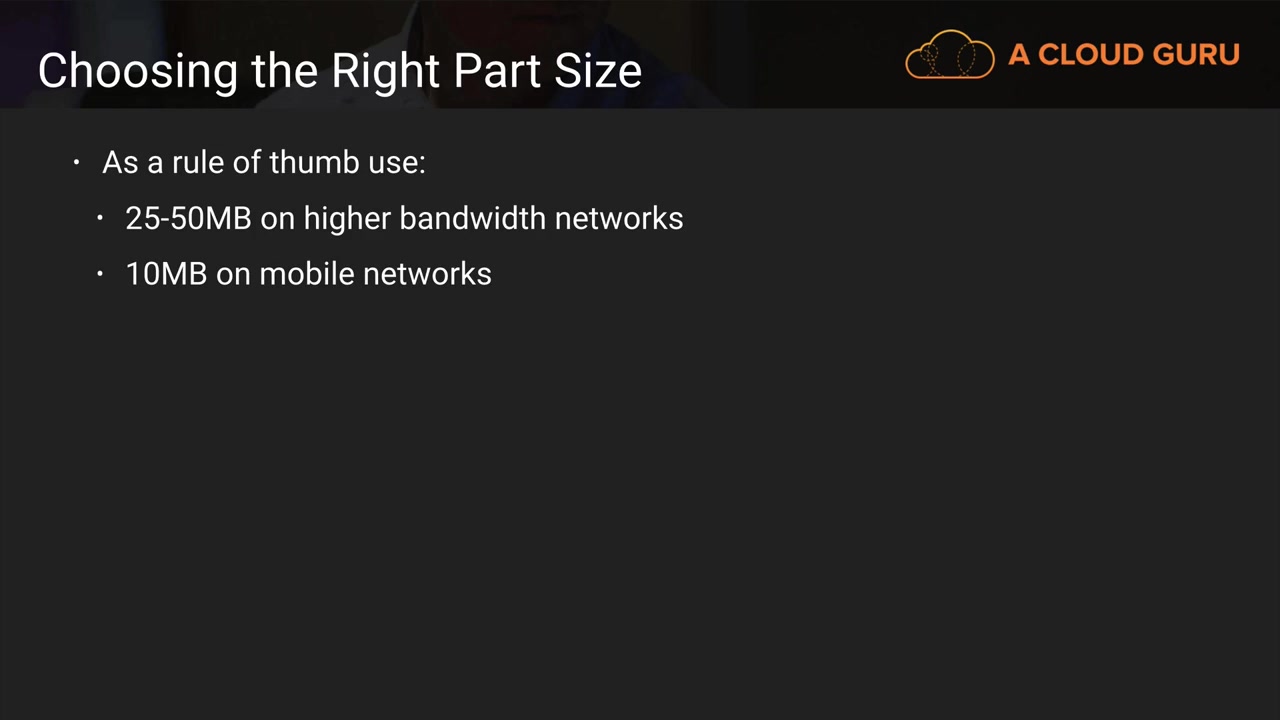 Choosing the Right Part Size
A CLOUD GURU
• As a rule of thumb use:
• 25-50MB on higher bandwidth networks
• 10MB on mobile networks